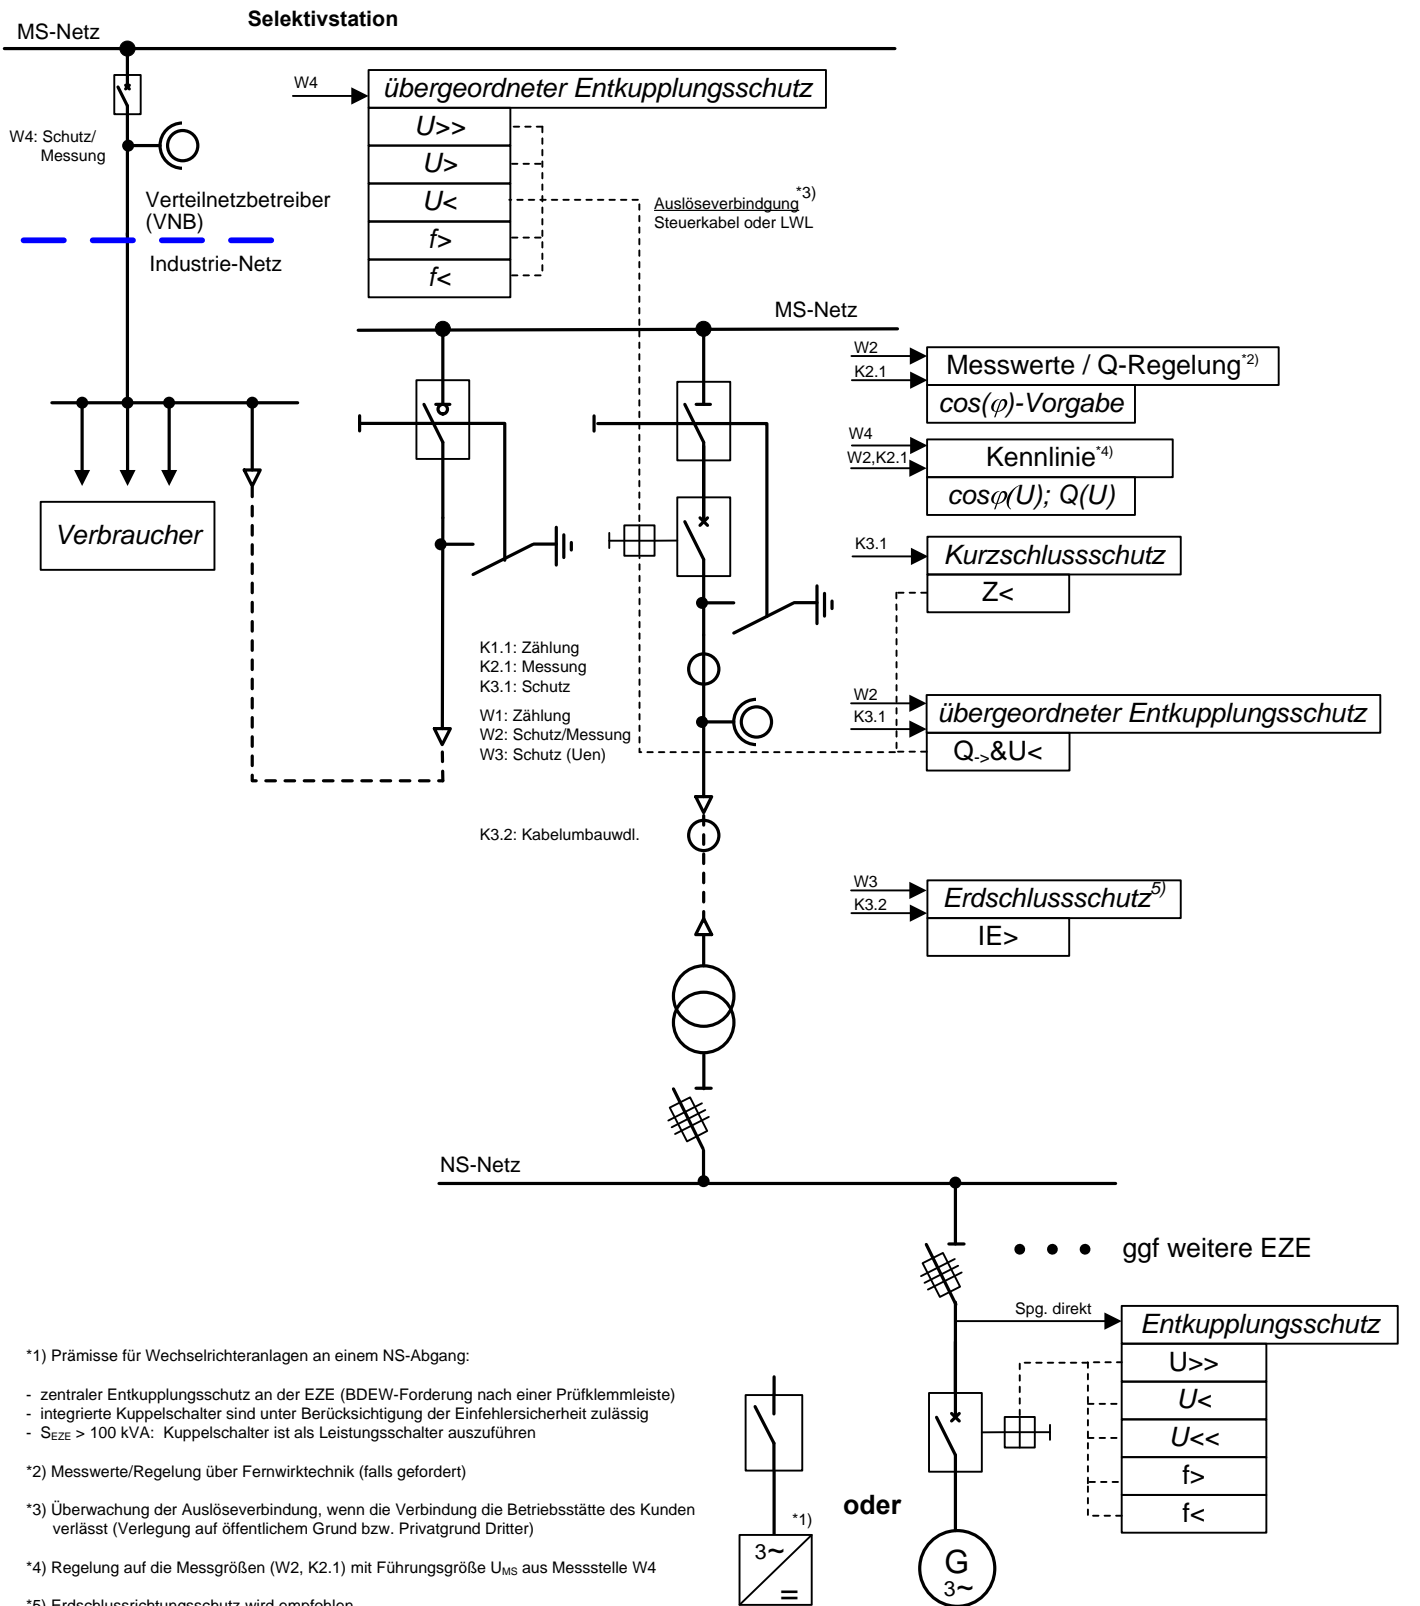 Selektivstation
MS-Netz
W4
übergeordneter Entkupplungsschutz
U>>
U>
U<
f>
f<
W4: Schutz/
Messung
Verteilnetzbetreiber
(VNB)
Industrie-Netz
Auslöseverbindgung*3)
Steuerkabel oder LWL
MS-Netz
W2
K2.1
Messwerte / Q-Regelung*2)
cos(φ)-Vorgabe
W4
W2,K2.1
Kennlinie*4)
cosφ(U); Q(U)
Verbraucher
K3.1
Kurzschlussschutz
Z<
K1.1: Zählung
K2.1: Messung
K3.1: Schutz
W1: Zählung
W2: Schutz/Messung
W3: Schutz (Uen)
W2
K3.1
übergeordneter Entkupplungsschutz
Q->&U<
K3.2: Kabelumbauwdl.
W3
K3.2
Erdschlussschutz5)
IE>
NS-Netz
ggf weitere EZE
Spg. direkt
Entkupplungsschutz
U>>
U<
U<<
f>
f<
*1) Prämisse für Wechselrichteranlagen an einem NS-Abgang:
- zentraler Entkupplungsschutz an der EZE (BDEW-Forderung nach einer Prüfklemmleiste)
- integrierte Kuppelschalter sind unter Berücksichtigung der Einfehlersicherheit zulässig
- SEZE > 100 kVA: Kuppelschalter ist als Leistungsschalter auszuführen
*2) Messwerte/Regelung über Fernwirktechnik (falls gefordert)
*3) Überwachung der Auslöseverbindung, wenn die Verbindung die Betriebsstätte des Kunden
verlässt (Verlegung auf öffentlichem Grund bzw. Privatgrund Dritter)
*4) Regelung auf die Messgrößen (W2, K2.1) mit Führungsgröße UMS aus Messstelle W4
*5) Erdschlussrichtungsschutz wird empfohlen
*1)
3~
=
oder
G
3~